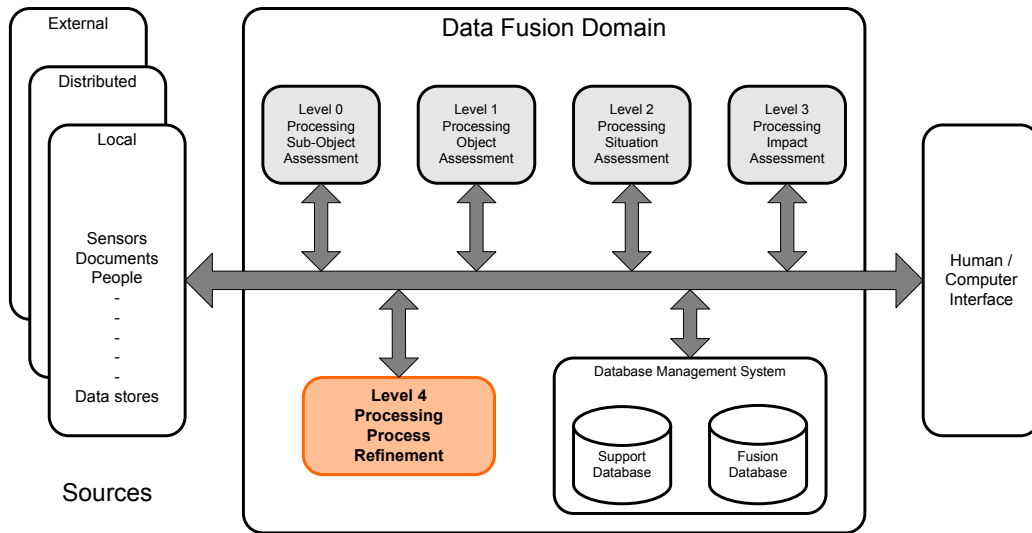 External
Distributed
Local
Sensors
Documents
People
-
-
-
-
-
Data stores
Sources
Data Fusion Domain
Level 0
Processing
Sub-Object
Assessment
Level 1
Processing
Object
Assessment
Level 2
Processing
Situation
Assessment
Level 3
Processing
Impact
Assessment
Level 4
Processing
Process
Refinement
Database Management System
Support
Database
Fusion
Database
Human /
Computer
Interface